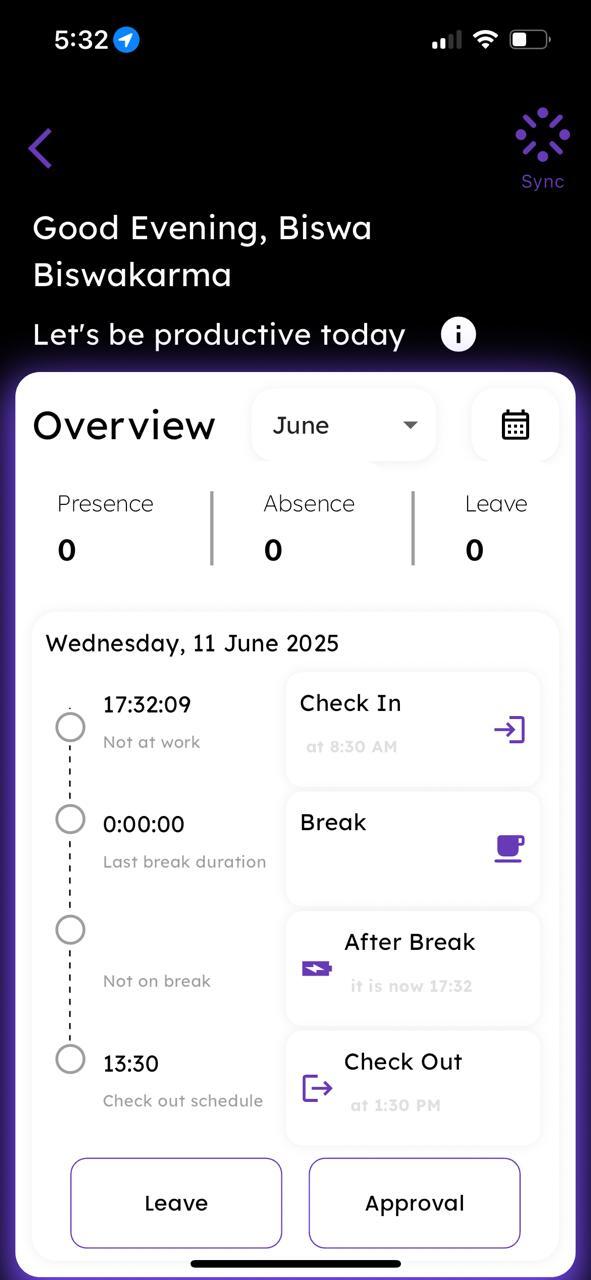 5:32
Sync
Good Evening, Biswa
Biswakarma
Let's be productive today
Overview
June
Presence Absence Leave
0 0 0
Wednesday, 11 June 2025
17:32:09 Check In
Not at work at 8:30 AM
0:00:00 Break
Last break duration
After Break
Not on break it is now 17:32
13:30 Check Out
Check out schedule at 1:30 PM
Leave Approval